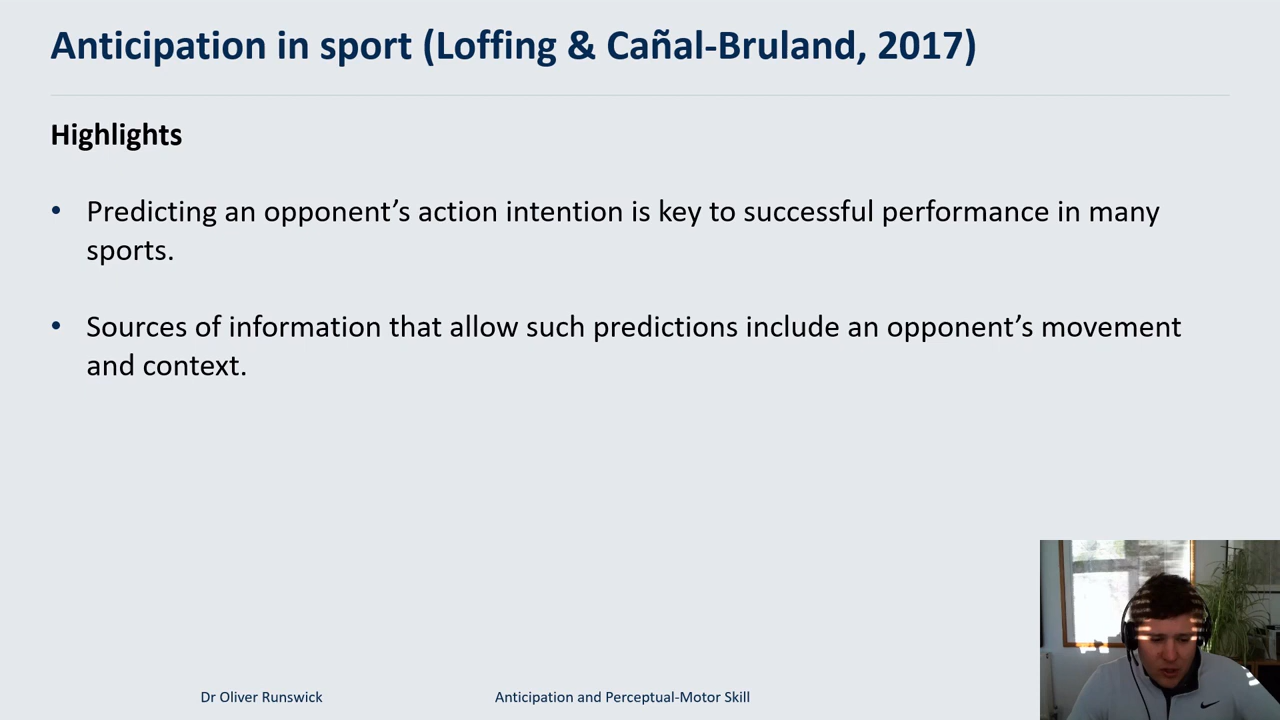 Anticipation in sport (Loffing & Cañal-Bruland, 2017)
Highlights
• Predicting an opponent’s action intention is key to successful performance in many
sports.
• Sources of information that allow such predictions include an opponent’s movement
and context.
Dr Oliver Runswick
Anticipation and Perceptual-Motor Skill